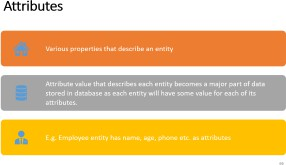 Attributes
Various properties that describe an entity
Attribute value that describes each entity becomes a major part of data
stored in database as each entity will have some value for each of its
attributes.
E.g. Employee entity has name, age, phone etc. as attributes